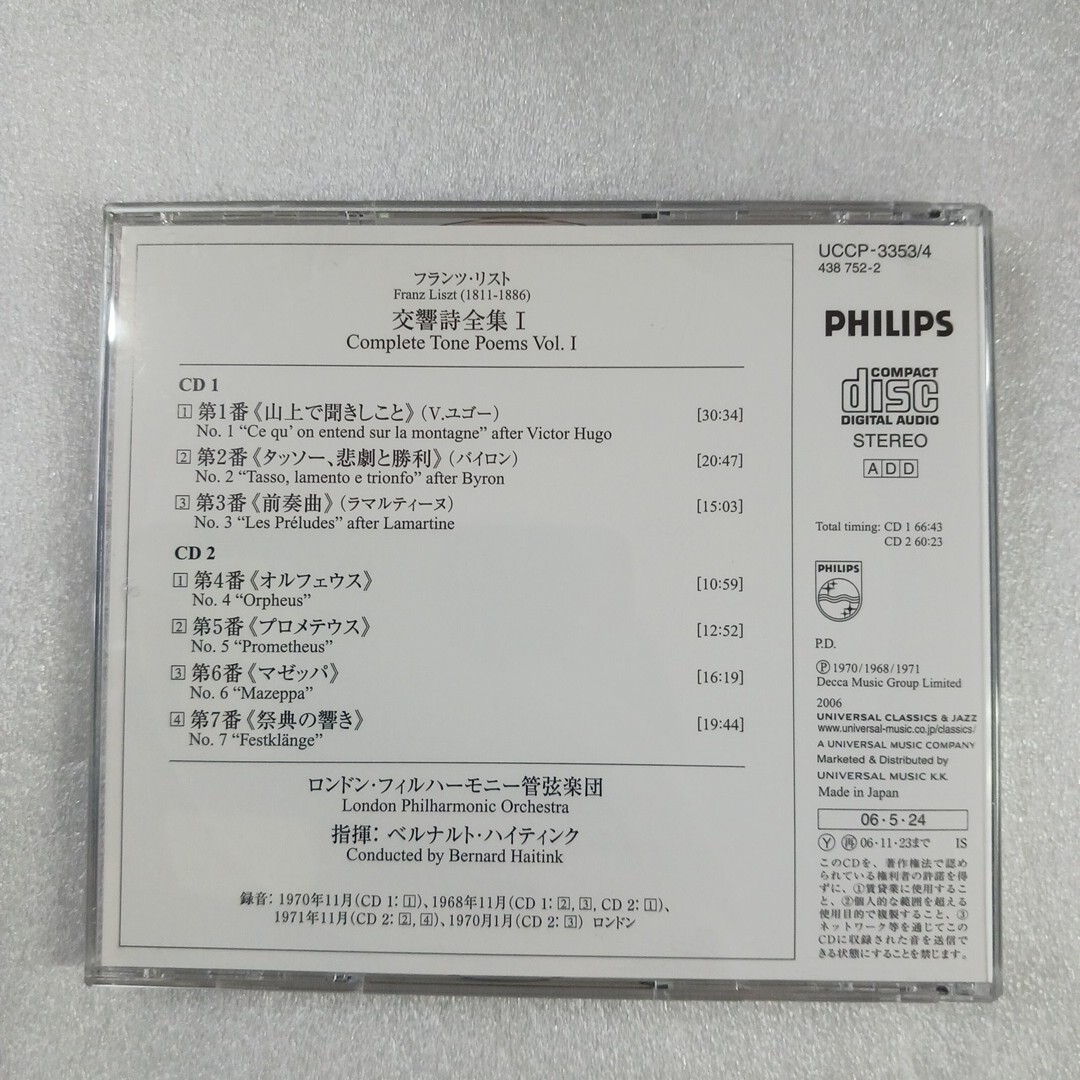 フランツ・リスト
Franz Liszt (1811-1886)
交響詩全集 I
Complete Tone Poems Vol. I
CD 1
1 第1番《山上で聞きしこと》(V.ユゴー) [30:34]
No. 1 “Ce qu’ on entend sur la montagne” after Victor Hugo
2 第2番《タッソー、悲劇と勝利》(バイロン) [20:47]
No. 2 “Tasso, lamento e trionfo” after Byron
3 第3番《前奏曲》(ラマルティーヌ) [15:03]
No. 3 “Les Préludes” after Lamartine
CD 2
1 第4番《オルフェウス》 [10:59]
No. 4 “Orpheus”
2 第5番《プロメテウス》 [12:52]
No. 5 “Prometheus”
3 第6番《マゼッパ》 [16:19]
No. 6 “Mazeppa”
4 第7番《祭典の響き》 [19:44]
No. 7 “Festklänge”
ロンドン・フィルハーモニー管弦楽団
London Philharmonic Orchestra
指揮: ベルナルト・ハイティンク
Conducted by Bernard Haitink
録音: 1970年11月(CD 1: 1)、1968年11月(CD 1: 2, 3, CD 2: 1)、
1971年11月(CD 2: 2, 4)、1970月1月(CD 2: 3) ロンドン
UCCP-3353/4
438 752-2
PHILIPS
COMPACT
disc
DIGITAL AUDIO
STEREO
ADD
Total timing: CD 1 66:43
CD 2 60:23
PHILIPS
P.D.
℗ 1970/1968/1971
Decca Music Group Limited
2006
UNIVERSAL CLASSICS & JAZZ
www.universal-music.co.jp/classics/
A UNIVERSAL MUSIC COMPANY
Marketed & Distributed by
UNIVERSAL MUSIC K.K.
Made in Japan
06・5・24
Ⓨ 再 06・11・23まで IS
このCDを、著作権法で認め
られている権利者の許諾を得
ずに、①賃貸業に使用するこ
と、②個人的な範囲を超える
使用目的で複製すること、③
ネットワーク等を通じてこの
CDに収録された音を送信で
きる状態にすることを禁じます。